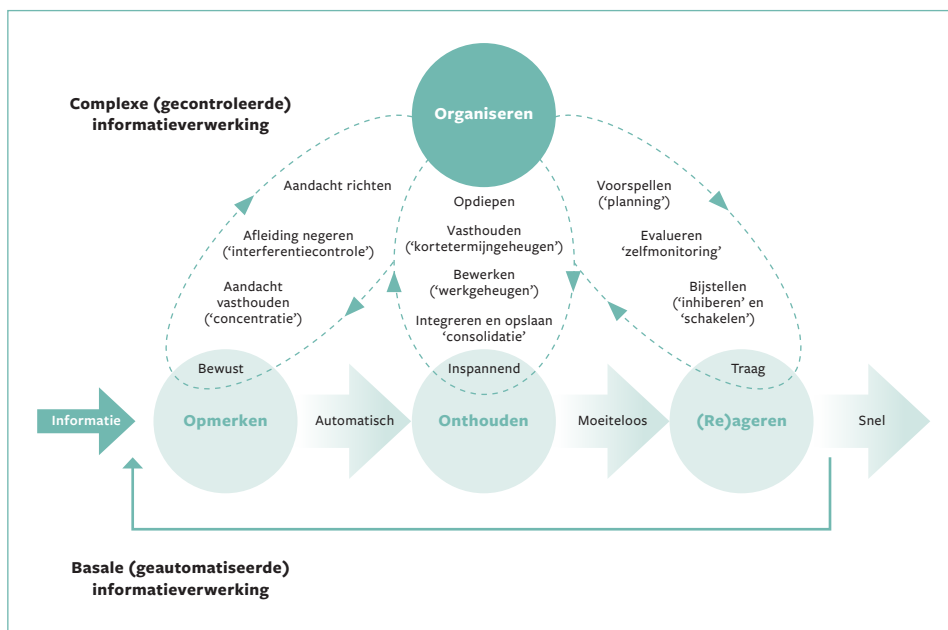 Complexe (gecontroleerde)
informatieverwerking
Organiseren
Aandacht richten
Afleiding negeren
(‘interferentiecontrole’)
Aandacht
vasthouden
(‘concentratie’)
Opdiepen
Vasthouden
(‘kortetermijngeheugen’)
Bewerken
(‘werkgeheugen’)
Integreren en opslaan
‘consolidatie’
Voorspellen
(‘planning’)
Evalueren
‘zelfmonitoring’
Bijstellen
(‘inhiberen’ en
‘schakelen’)
Bewust
Inspannend
Traag
Informatie
Opmerken
Automatisch
Onthouden
Moeiteloos
(Re)ageren
Snel
Basale (geautomatiseerde)
informatieverwerking